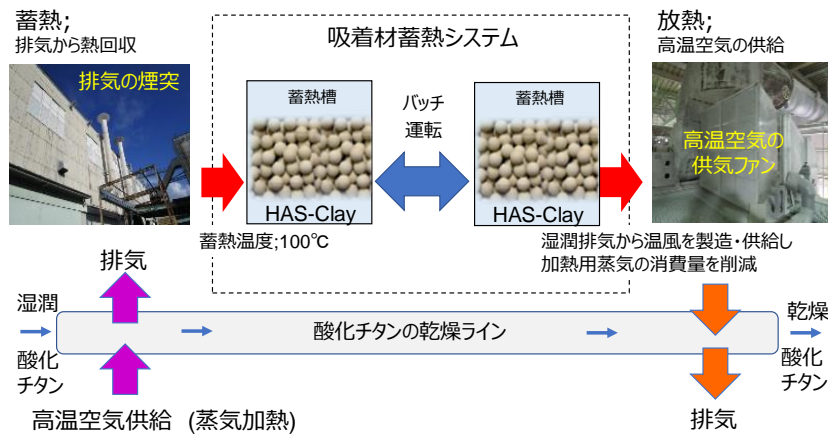 蓄熱;
排気から熱回収
排気の煙突
吸着材蓄熱システム
蓄熱槽
HAS-Clay
バッチ
運転
蓄熱槽
HAS-Clay
放熱;
高温空気の供給
高温空気の
供気ファン
蓄熱温度;100℃
湿潤排気から温風を製造・供給し
加熱用蒸気の消費量を削減
排気
湿潤
酸化
チタン
酸化チタンの乾燥ライン
乾燥
酸化
チタン
高温空気供給 (蒸気加熱)
排気